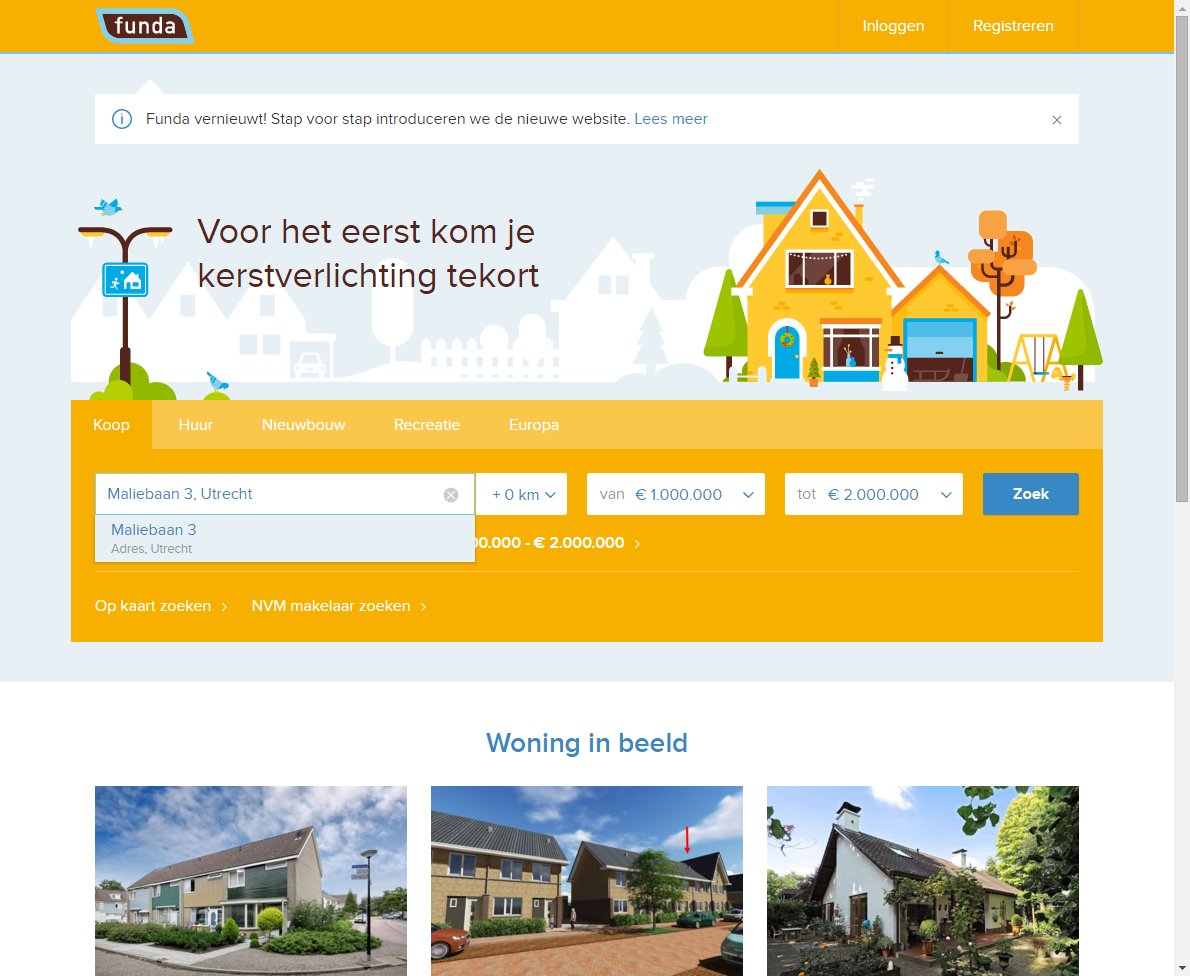 funda
Inloggen
Registreren
Funda vernieuwt! Stap voor stap introduceren we de nieuwe website. Lees meer
Voor het eerst kom je
kerstverlichting tekort
Koop
Huur
Nieuwbouw
Recreatie
Europa
Maliebaan 3, Utrecht
+ 0 km
van € 1.000.000
tot € 2.000.000
Zoek
Maliebaan 3
Adres, Utrecht
00.000 - € 2.000.000
Op kaart zoeken
NVM makelaar zoeken
Woning in beeld